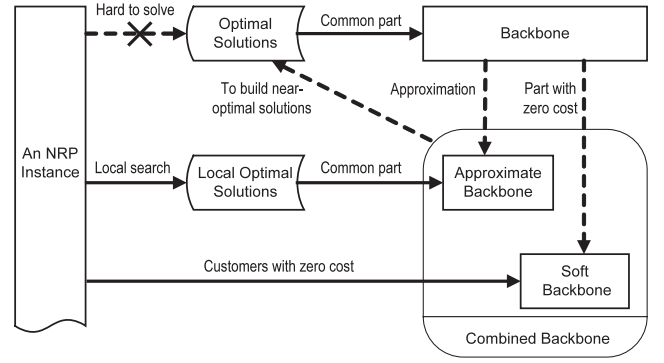 Hard to solve
Optimal
Solutions
Common part
Backbone
To build near-
optimal solutions
Approximation
Part with
zero cost
An NRP
Instance
Local search
Local Optimal
Solutions
Common part
Approximate
Backbone
Customers with zero cost
Soft
Backbone
Combined Backbone